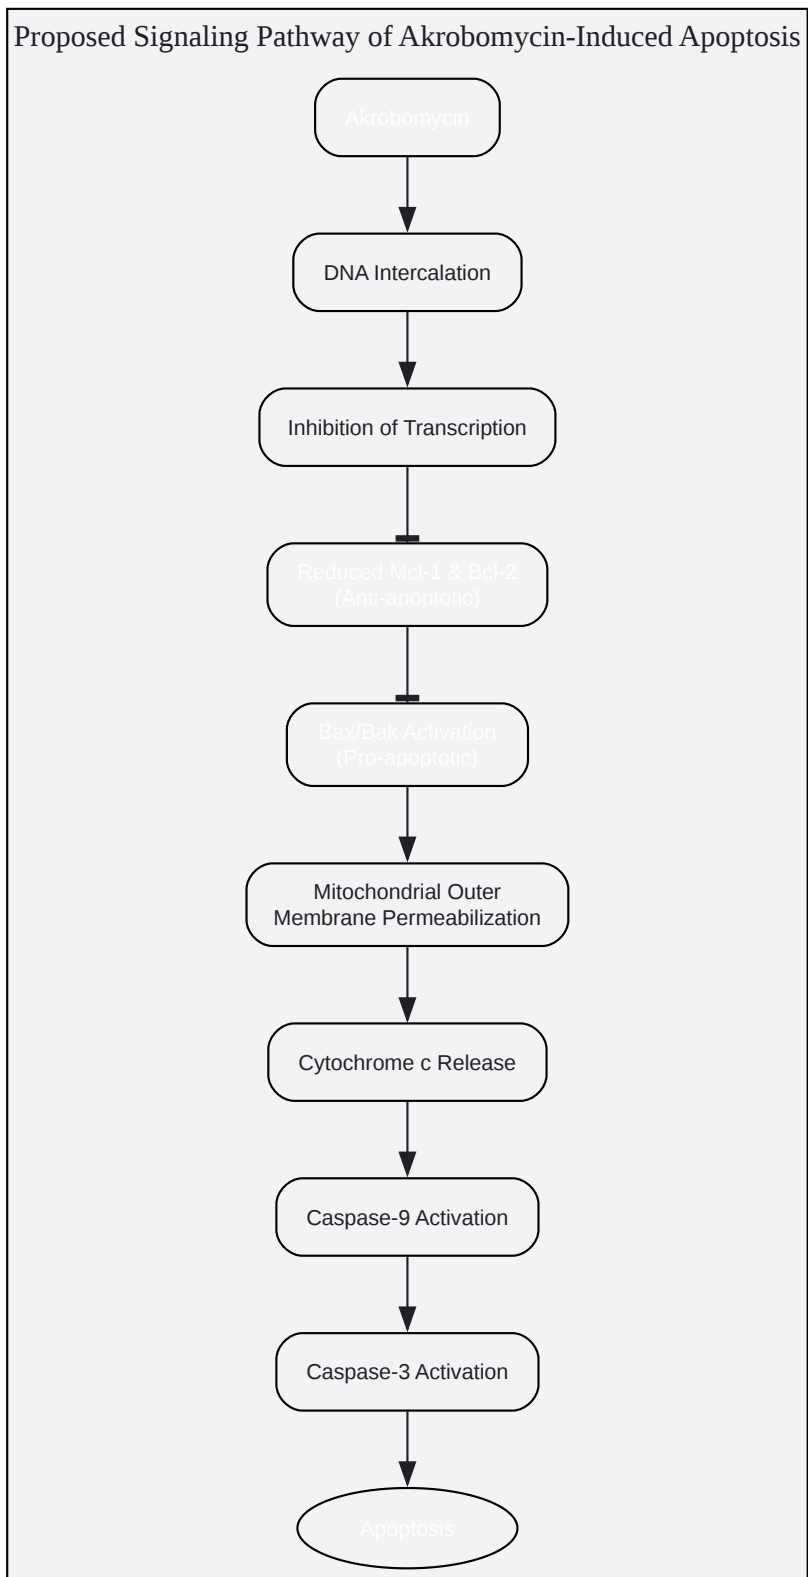 Proposed Signaling Pathway of Akrobomycin-Induced Apoptosis
Akrobomycin
DNA Intercalation
Inhibition of Transcription
Reduced Mcl-1 & Bcl-2
(Anti-apoptotic)
Bax/Bak Activation
(Pro-apoptotic)
Mitochondrial Outer
Membrane Permeabilization
Cytochrome c Release
Caspase-9 Activation
Caspase-3 Activation
Apoptosis